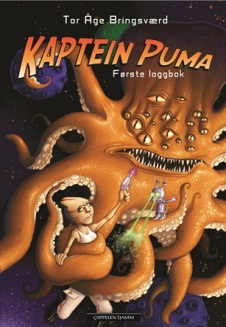 Tor Åge Bringsværd
KAPTEIN PUMA
Første loggbok
CAPPELEN DAMM